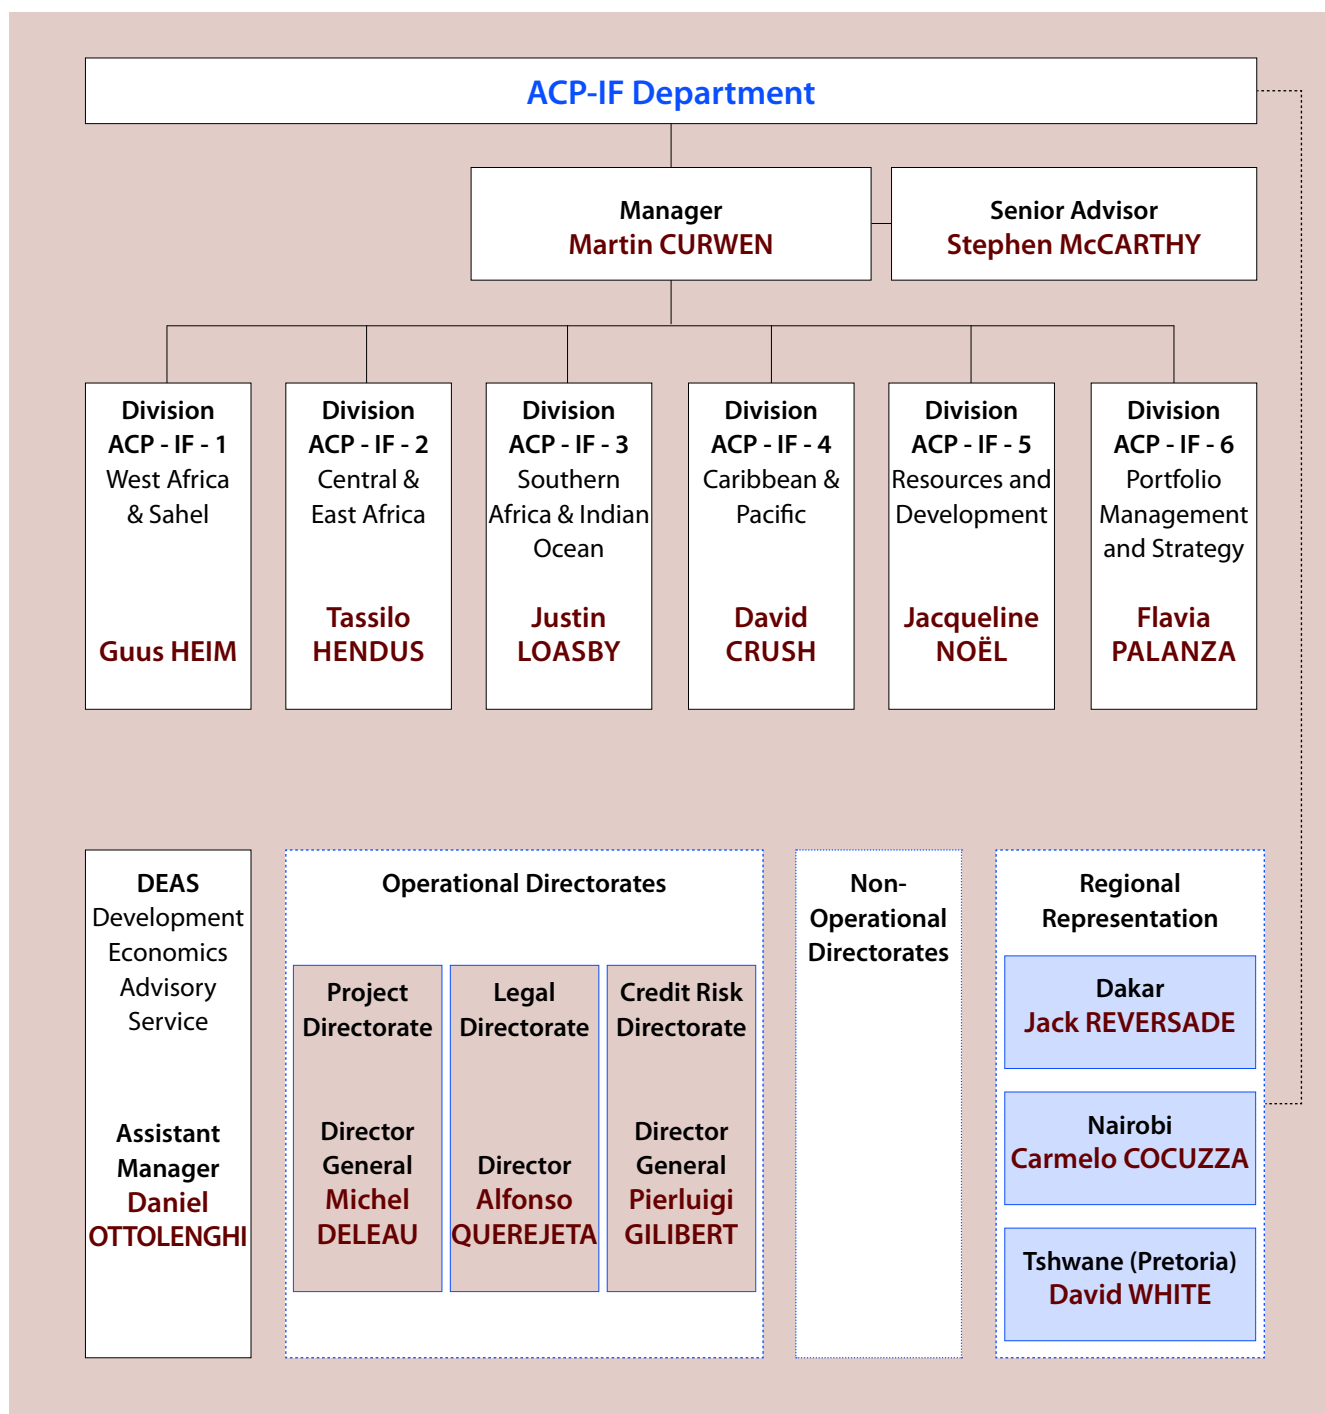 ACP-IF Department
Manager
Martin CURWEN
Senior Advisor
Stephen McCARTHY
Division
ACP - IF - 1
West Africa
& Sahel
Guus HEIM
Division
ACP - IF - 2
Central &
East Africa
Tassilo
HENDUS
Division
ACP - IF - 3
Southern
Africa & Indian
Ocean
Justin
LOASBY
Division
ACP - IF - 4
Caribbean &
Pacific
David
CRUSH
Division
ACP - IF - 5
Resources and
Development
Jacqueline
NOËL
Division
ACP - IF - 6
Portfolio
Management
and Strategy
Flavia
PALANZA
DEAS
Development
Economics
Advisory
Service
Assistant
Manager
Daniel
OTTOLENGHI
Operational Directorates
Project
Directorate
Director
General
Michel
DELEAU
Legal
Directorate
Director
Alfonso
QUEREJETA
Credit Risk
Directorate
Director
General
Pierluigi
GILIBERT
Non-
Operational
Directorates
Regional
Representation
Dakar
Jack REVERSADE
Nairobi
Carmelo COCUZZA
Tshwane (Pretoria)
David WHITE